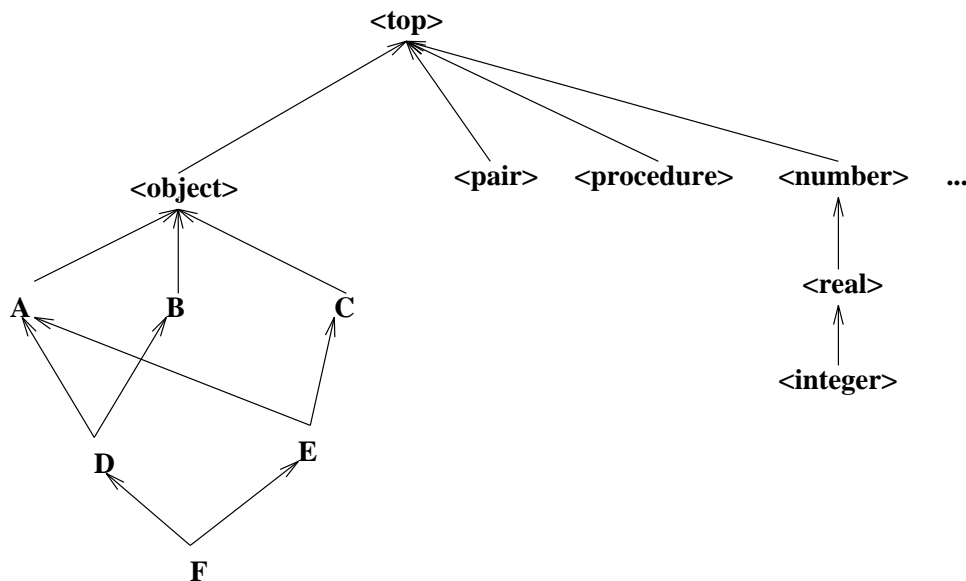 <top>
<object> <pair> <procedure> <number> ...
A B C <real>
<integer>
D E
F